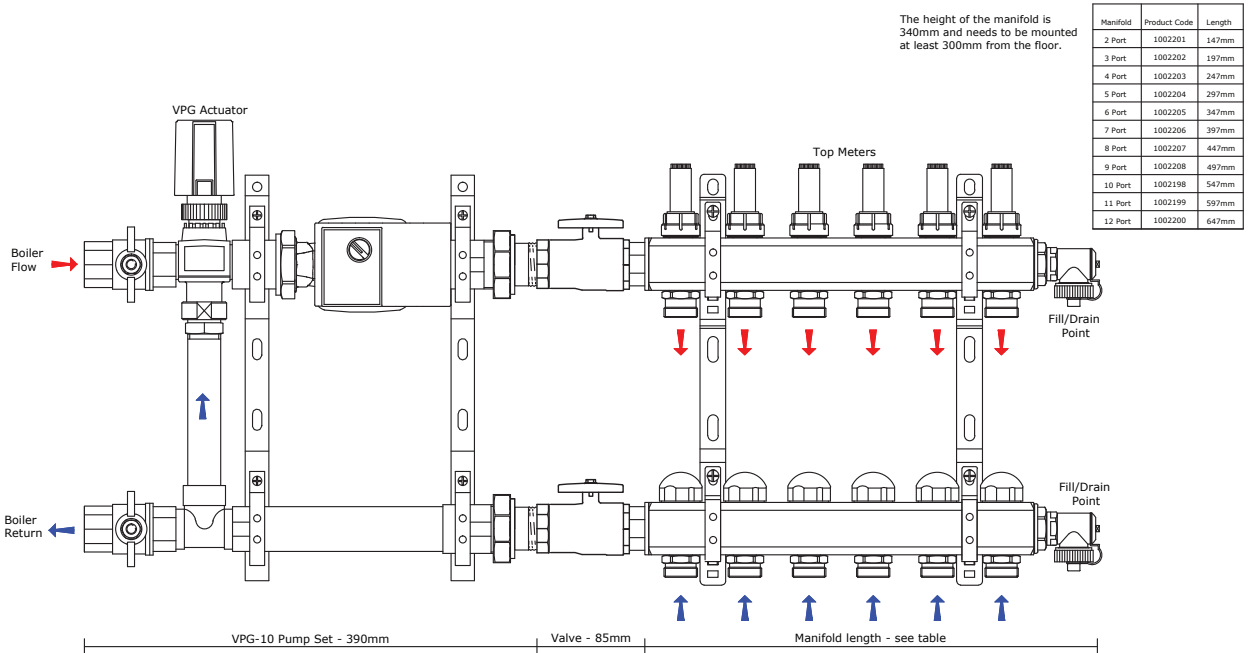 The height of the manifold is
340mm and needs to be mounted
at least 300mm from the floor.
Manifold Product Code Length
2 Port 1002201 147mm
3 Port 1002202 197mm
4 Port 1002203 247mm
5 Port 1002204 297mm
6 Port 1002205 347mm
7 Port 1002206 397mm
8 Port 1002207 447mm
9 Port 1002208 497mm
10 Port 1002198 547mm
11 Port 1002199 597mm
12 Port 1002200 647mm
VPG Actuator
Top Meters
Boiler
Flow
Fill/Drain
Point
Fill/Drain
Point
Boiler
Return
VPG-10 Pump Set - 390mm
Valve - 85mm
Manifold length - see table